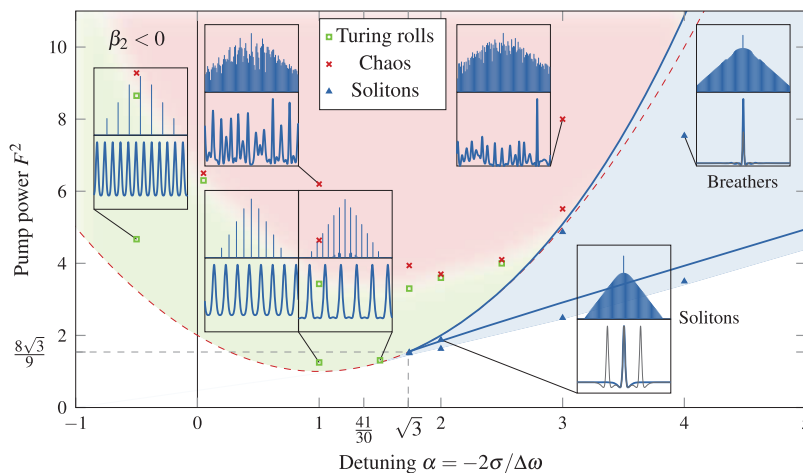 10
8
6
4
2
0
8√3
9
Pump power F²
β₂ < 0
Turing rolls
Chaos
Solitons
Breathers
Solitons
−1
0
1
41
30
√3
2
3
4
5
Detuning α = −2σ/Δω